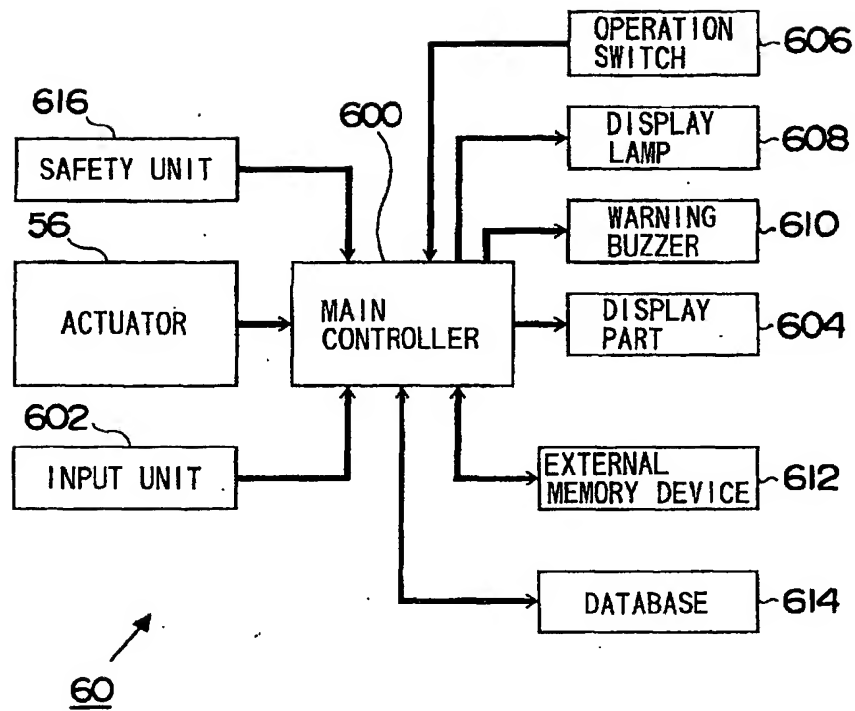 OPERATION
SWITCH
606
616
600
DISPLAY
LAMP
608
SAFETY UNIT
56
WARNING
BUZZER
610
ACTUATOR
MAIN
CONTROLLER
DISPLAY
PART
604
602
INPUT UNIT
EXTERNAL
MEMORY DEVICE
612
DATABASE
614
60